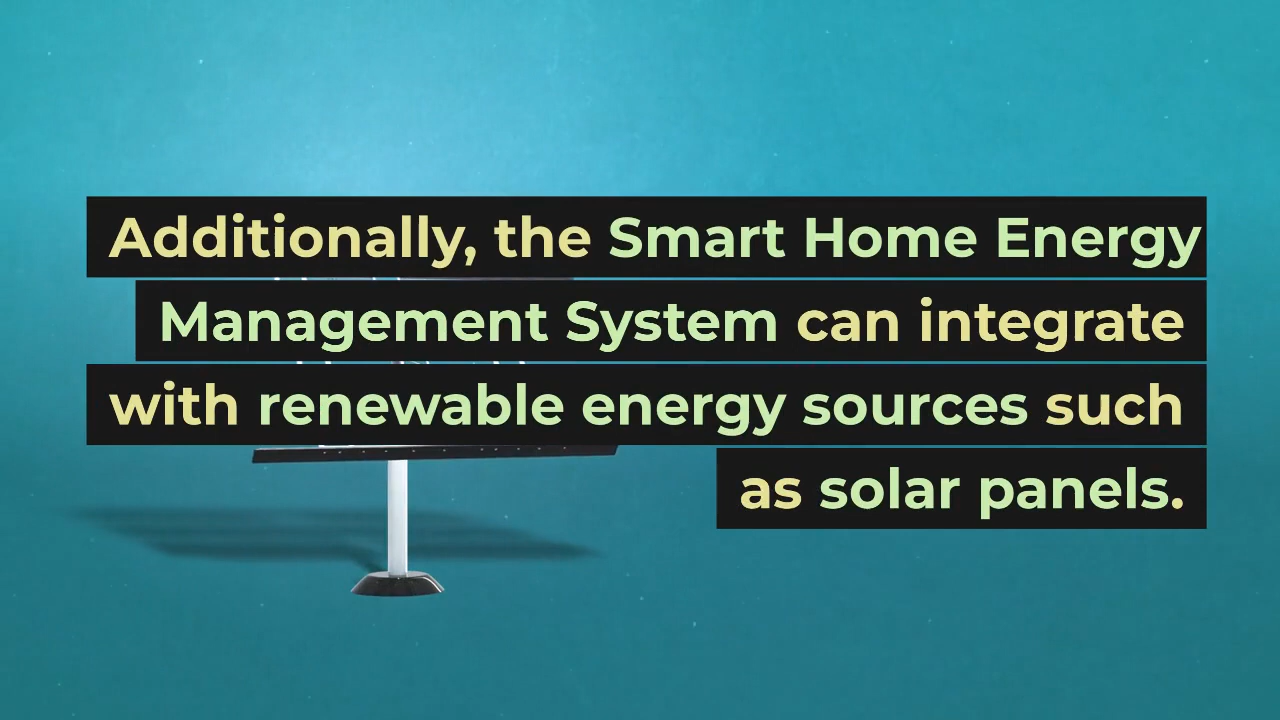 Additionally, the Smart Home Energy
Management System can integrate
with renewable energy sources such
as solar panels.